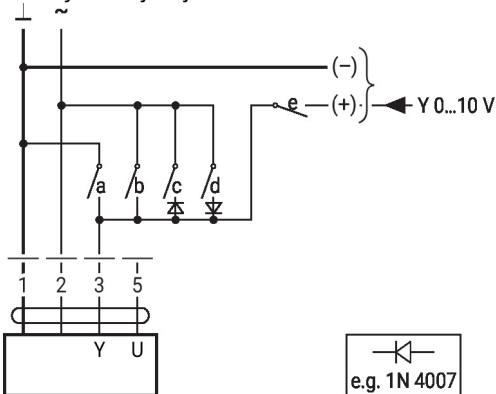 ⊥ ~
(–)
e (+) Y 0...10 V
a b c d
1 2 3 5
Y U
e.g. 1N 4007